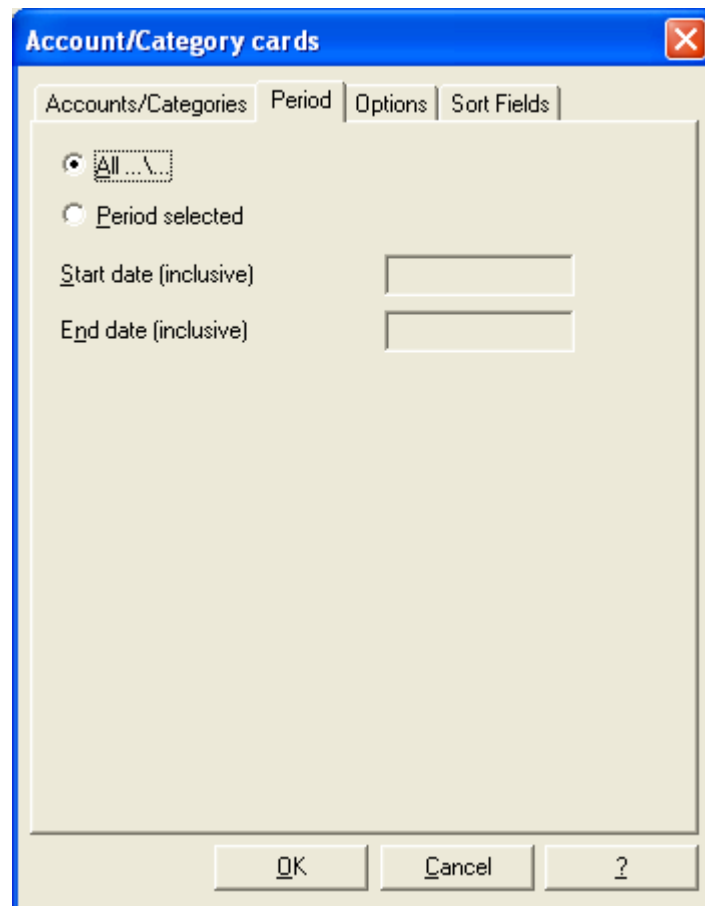 Account/Category cards
Accounts/Categories Period Options Sort Fields
All ...\...
Period selected
Start date (inclusive)
End date (inclusive)
OK Cancel ?